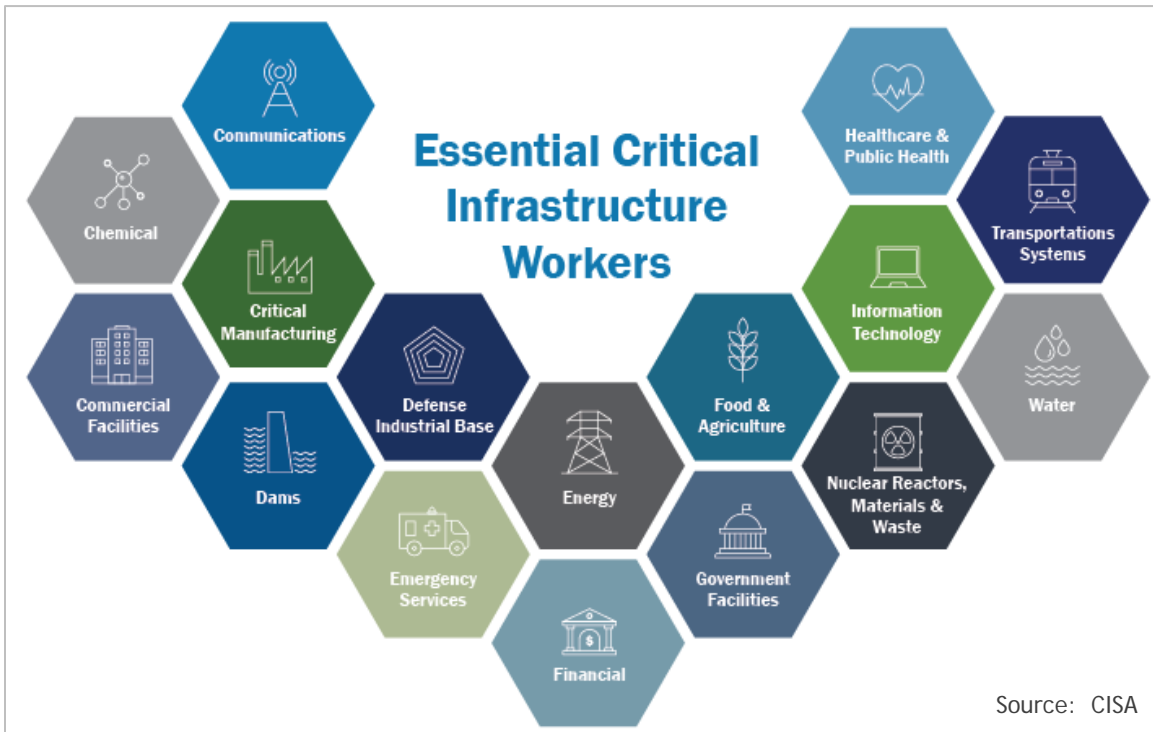 Essential Critical
Infrastructure
Workers
Communications
Chemical
Critical
Manufacturing
Commercial
Facilities
Dams
Defense
Industrial Base
Emergency
Services
Energy
$
Financial
Food &
Agriculture
Government
Facilities
Healthcare &
Public Health
Information
Technology
Nuclear Reactors,
Materials &
Waste
Transportations
Systems
Water
Source: CISA